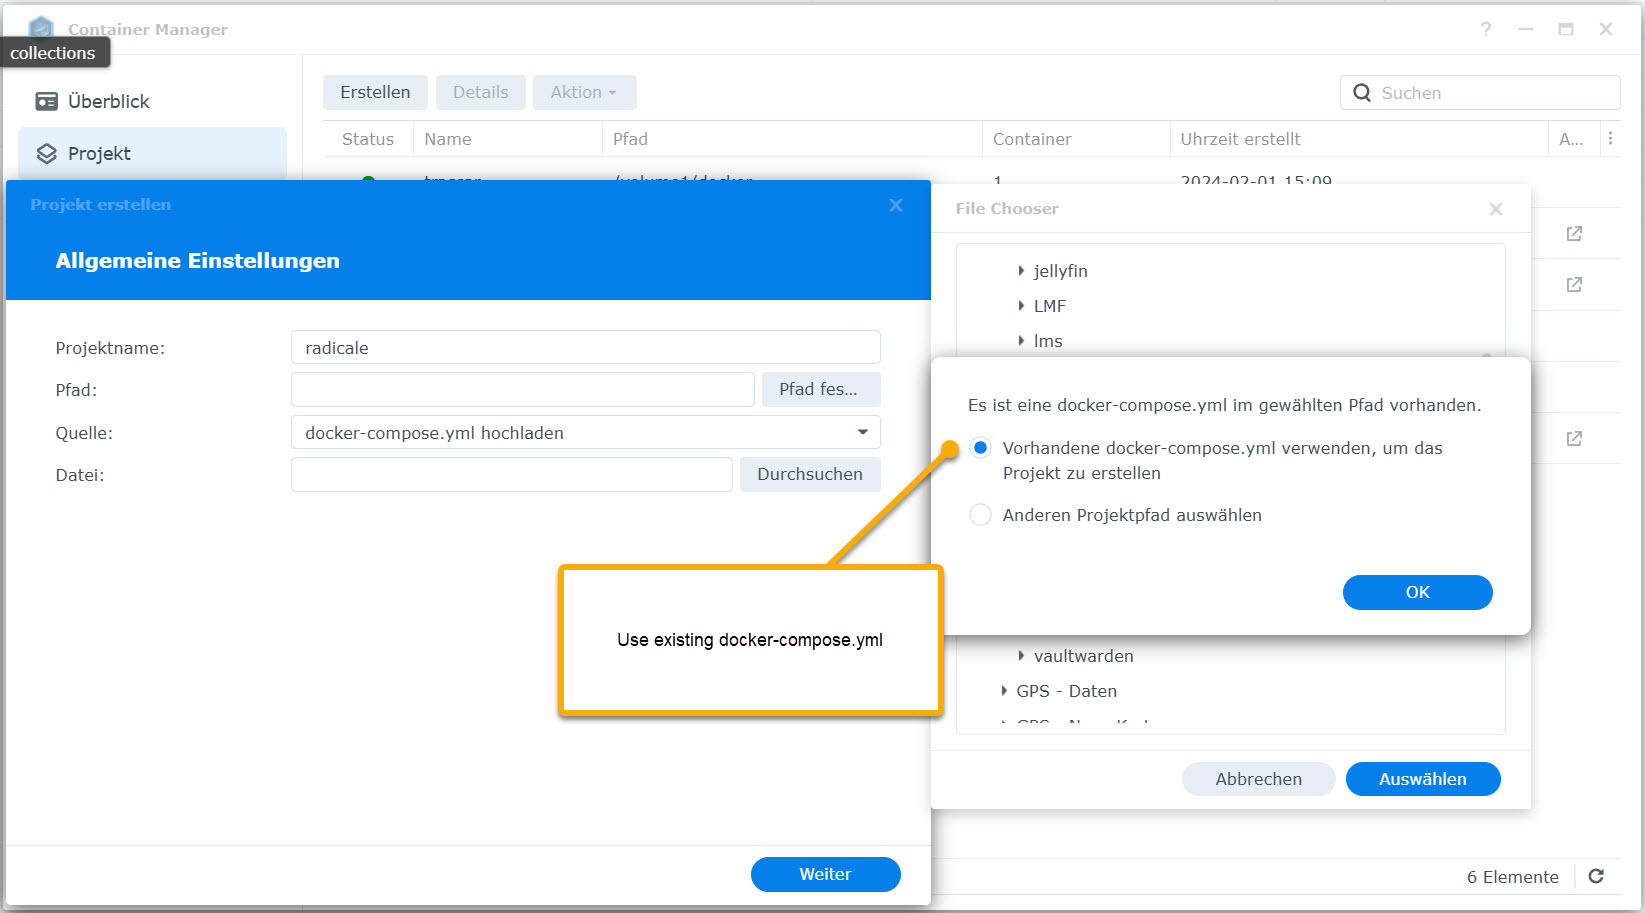 Container Manager
collections
Überblick
Projekt
Erstellen
Details
Aktion
Suchen
Status
Name
Pfad
Container
Uhrzeit erstellt
A...
1
2024-02-01 15:09
Projekt erstellen
Allgemeine Einstellungen
Projektname:
radicale
Pfad:
Pfad fes...
Quelle:
docker-compose.yml hochladen
Datei:
Durchsuchen
Weiter
File Chooser
jellyfin
LMF
lms
Es ist eine docker-compose.yml im gewählten Pfad vorhanden.
Vorhandene docker-compose.yml verwenden, um das
Projekt zu erstellen
Anderen Projektpfad auswählen
OK
Use existing docker-compose.yml
vaultwarden
GPS - Daten
Abbrechen
Auswählen
6 Elemente